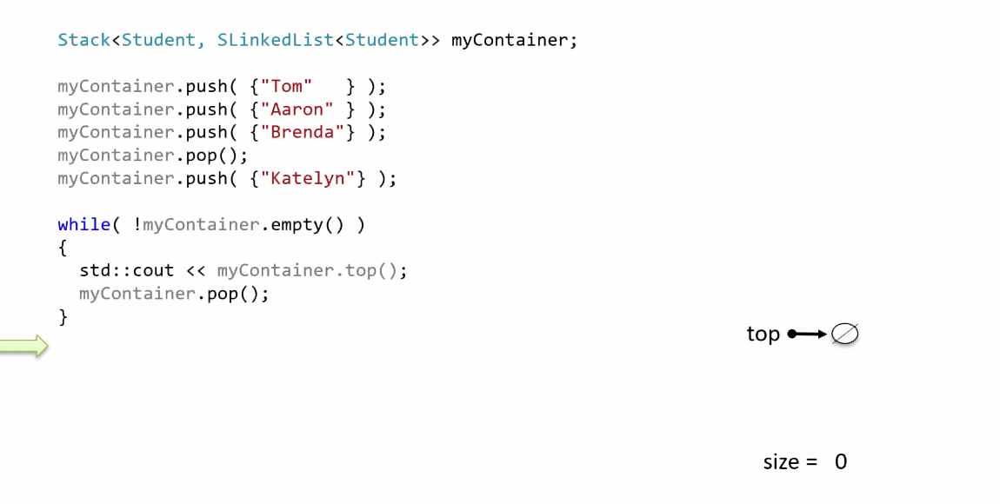 Stack<Student, SLinkedList<Student>> myContainer;
myContainer.push( {"Tom"   } );
myContainer.push( {"Aaron" } );
myContainer.push( {"Brenda"} );
myContainer.pop();
myContainer.push( {"Katelyn"} );
while( !myContainer.empty() )
{
  std::cout << myContainer.top();
  myContainer.pop();
}
top
size =  0